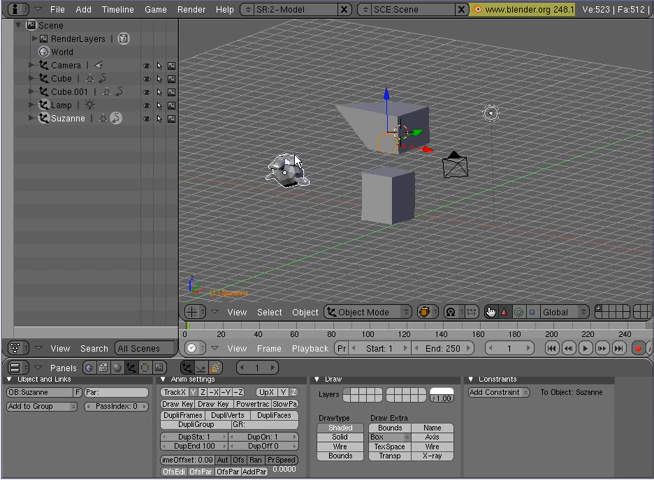 File Add Timeline Game Render Help SR:2-Model SCE:Scene www.blender.org 248.1 Ve:523 | Fa:512 |
Scene
RenderLayers |
World
Camera |
Cube |
Cube.001 |
Lamp |
Suzanne |
View Select Object Object Mode Global
0 20 40 60 80 100 120 140 160 180 200 220 240
View Search All Scenes
View Frame Playback Pr Start: 1 End: 250 1
Panels 1
Object and Links
Anim settings
Draw
Constraints
OB:Suzanne F Par:
Add to Group PassIndex: 0
TrackX Y Z -X -Y -Z UpX Y Z
Draw Key Draw Key Powertrac SlowPa
DupliFrames DupliVerts DupliFaces
DupliGroup GR:
DupSta: 1 DupOn: 1
DupEnd 100 DupOff 0
imeOffset: 0.00 Aut Ofs Ran PrSpeed
OfsEdi OfsPar OfsPar AddPar 0.0000
Layers 1.00
Drawtype
Shaded
Solid
Wire
Bounds
Draw Extra
Bounds Name
Box Axis
TexSpace Wire
Transp X-ray
Add Constraint To Object: Suzanne